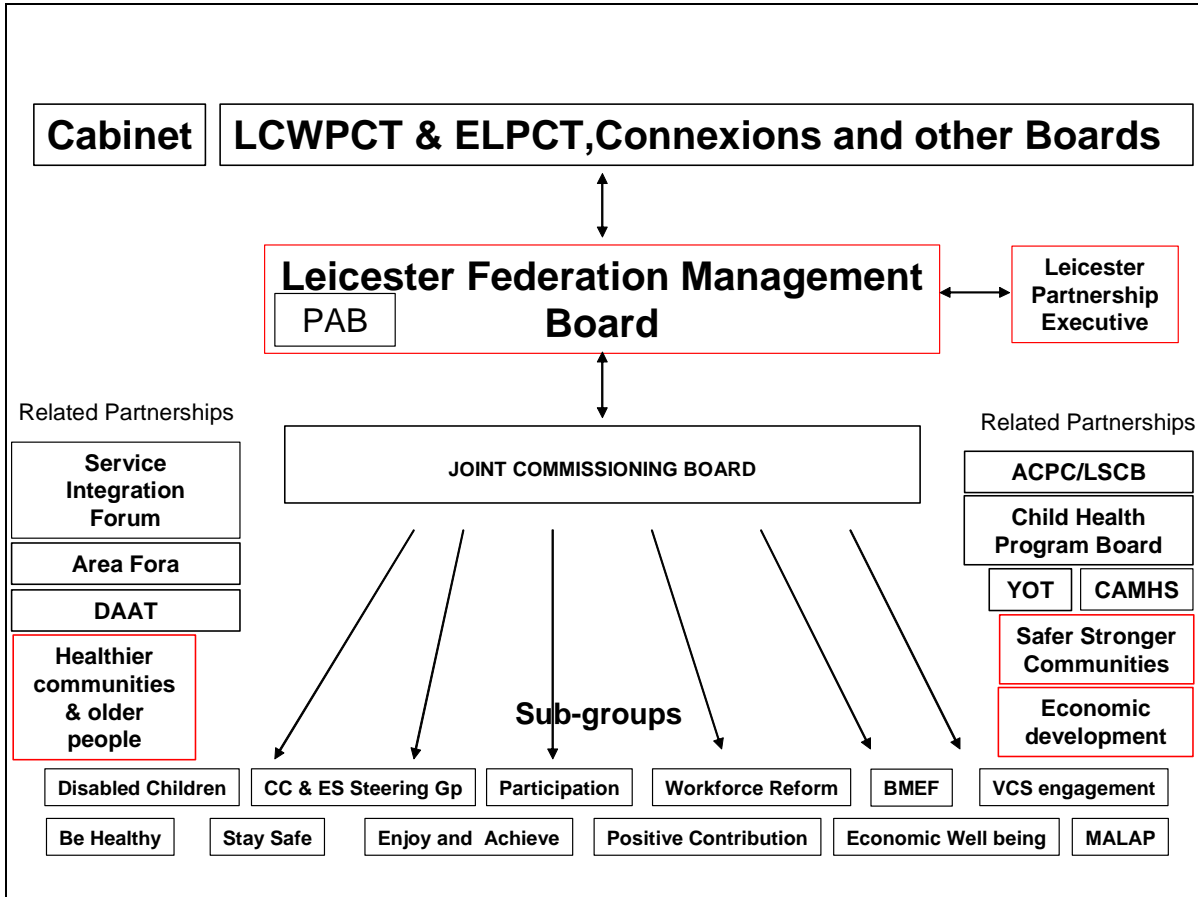 Cabinet
LCWPCT & ELPCT,Connexions and other Boards
Leicester Federation Management
Board
PAB
Leicester
Partnership
Executive
Related Partnerships
Service
Integration
Forum
Area Fora
DAAT
Healthier
communities
& older
people
JOINT COMMISSIONING BOARD
Related Partnerships
ACPC/LSCB
Child Health
Program Board
YOT
CAMHS
Safer Stronger
Communities
Economic
development
Sub-groups
Disabled Children
CC & ES Steering Gp
Participation
Workforce Reform
BMEF
VCS engagement
Be Healthy
Stay Safe
Enjoy and Achieve
Positive Contribution
Economic Well being
MALAP